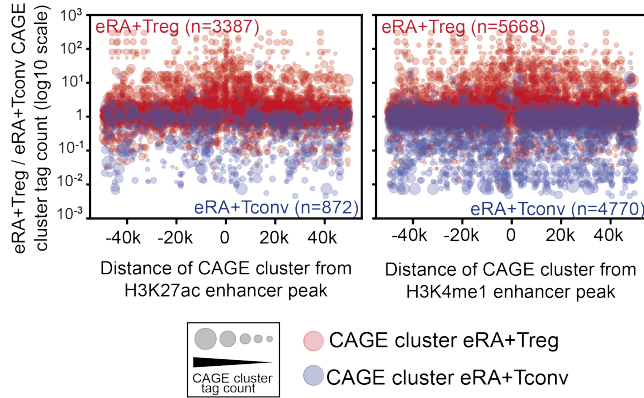 eRA+Treg / eRA+Tconv CAGE
cluster tag count (log10 scale)
10³
10²
10¹
1
10⁻¹
10⁻²
10⁻³
eRA+Treg (n=3387)
eRA+Tconv (n=872)
-40k -20k 0 20k 40k
Distance of CAGE cluster from
H3K27ac enhancer peak
eRA+Treg (n=5668)
eRA+Tconv (n=4770)
-40k -20k 0 20k 40k
Distance of CAGE cluster from
H3K4me1 enhancer peak
CAGE cluster
tag count
CAGE cluster eRA+Treg
CAGE cluster eRA+Tconv